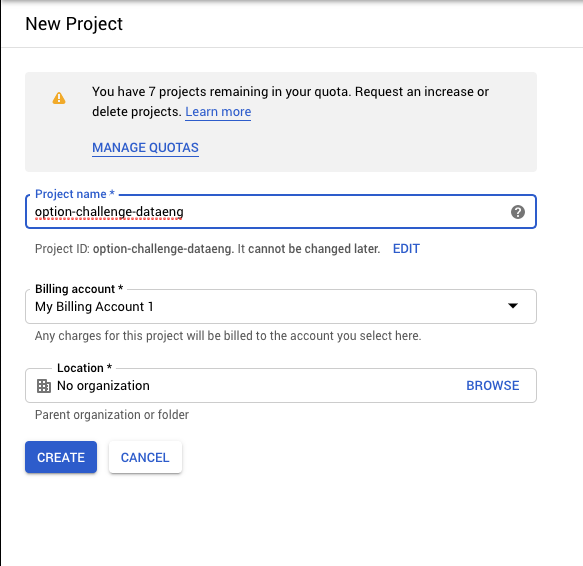 New Project
You have 7 projects remaining in your quota. Request an increase or
delete projects. Learn more
MANAGE QUOTAS
Project name *
option-challenge-dataeng
Project ID: option-challenge-dataeng. It cannot be changed later. EDIT
Billing account *
My Billing Account 1
Any charges for this project will be billed to the account you select here.
Location *
No organization BROWSE
Parent organization or folder
CREATE CANCEL